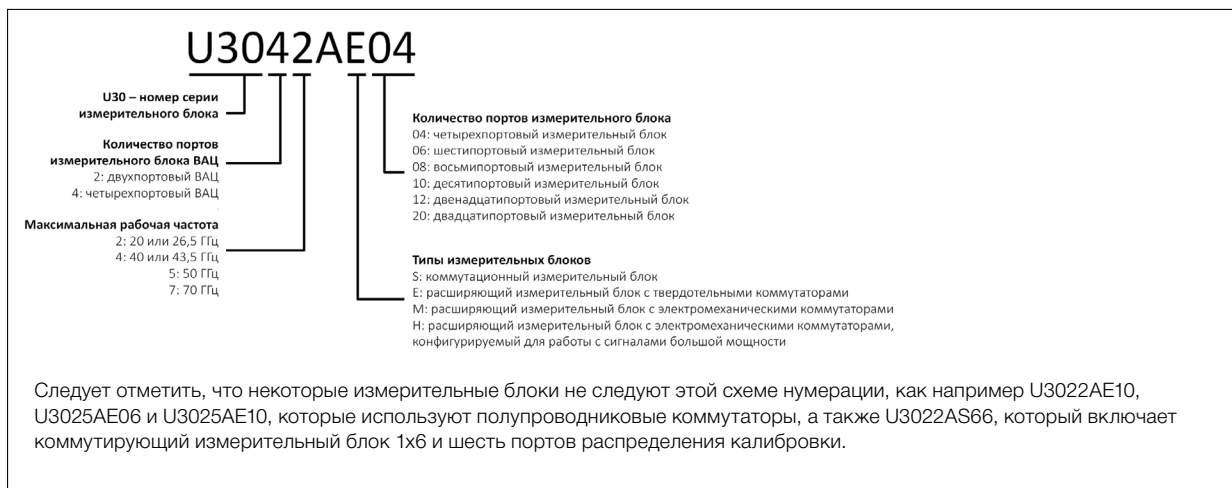 U3042AE04
U30 – номер серии
измерительного блока
Количество портов
измерительного блока ВАЦ
2: двухпортовый ВАЦ
4: четырехпортовый ВАЦ
Максимальная рабочая частота
2: 20 или 26,5 ГГц
4: 40 или 43,5 ГГц
5: 50 ГГц
7: 70 ГГц
Количество портов измерительного блока
04: четырехпортовый измерительный блок
06: шестипортовый измерительный блок
08: восьмипортовый измерительный блок
10: десятипортовый измерительный блок
12: двенадцатипортовый измерительный блок
20: двадцатипортовый измерительный блок
Типы измерительных блоков
S: коммутационный измерительный блок
E: расширяющий измерительный блок с твердотельными коммутаторами
M: расширяющий измерительный блок с электромеханическими коммутаторами
H: расширяющий измерительный блок с электромеханическими коммутаторами,
конфигурируемый для работы с сигналами большой мощности
Следует отметить, что некоторые измерительные блоки не следуют этой схеме нумерации, как например U3022AE10,
U3025AE06 и U3025AE10, которые используют полупроводниковые коммутаторы, а также U3022AS66, который включает
коммутирующий измерительный блок 1x6 и шесть портов распределения калибровки.